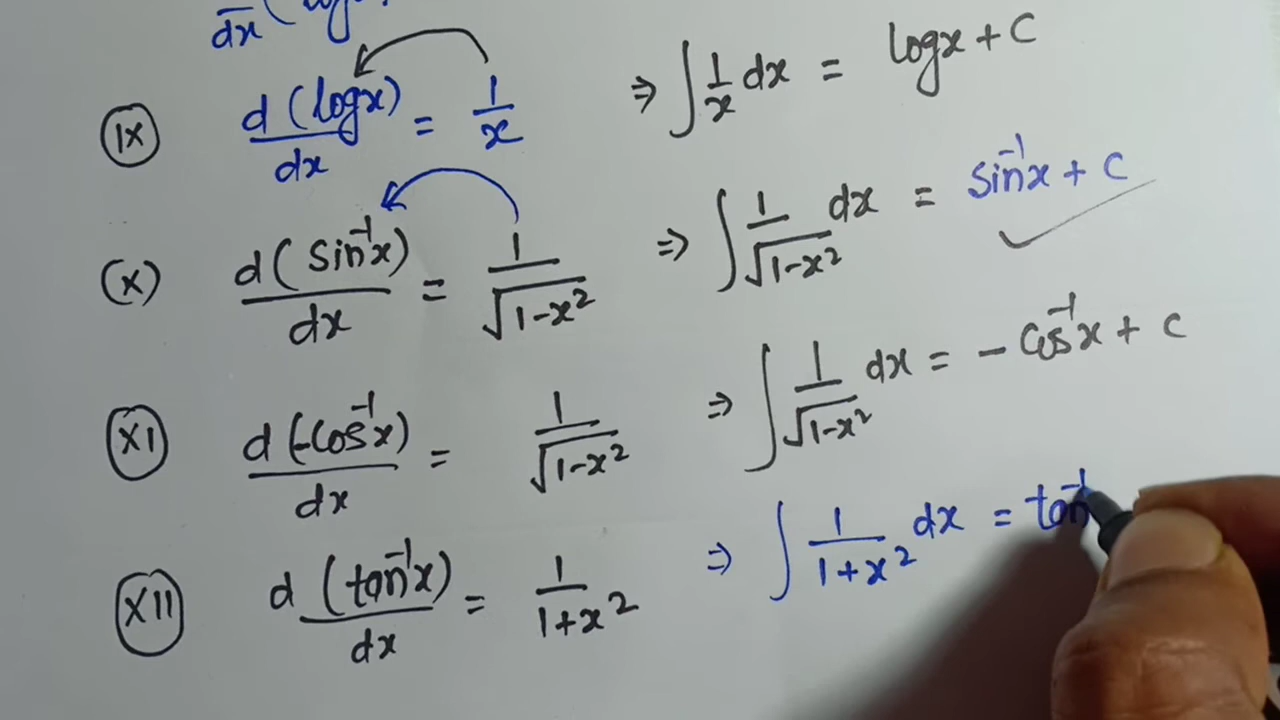 d/dx (log
(IX) d(logx)/dx = 1/x ⇒ ∫ 1/x dx = logx + C
(X) d(sin⁻¹x)/dx = 1/√(1-x²) ⇒ ∫ 1/√(1-x²) dx = sin⁻¹x + C
(XI) d(-cos⁻¹x)/dx = 1/√(1-x²) ⇒ ∫ 1/√(1-x²) dx = - cos⁻¹x + C
(XII) d(tan⁻¹x)/dx = 1/(1+x²) ⇒ ∫ 1/(1+x²) dx = tan⁻¹